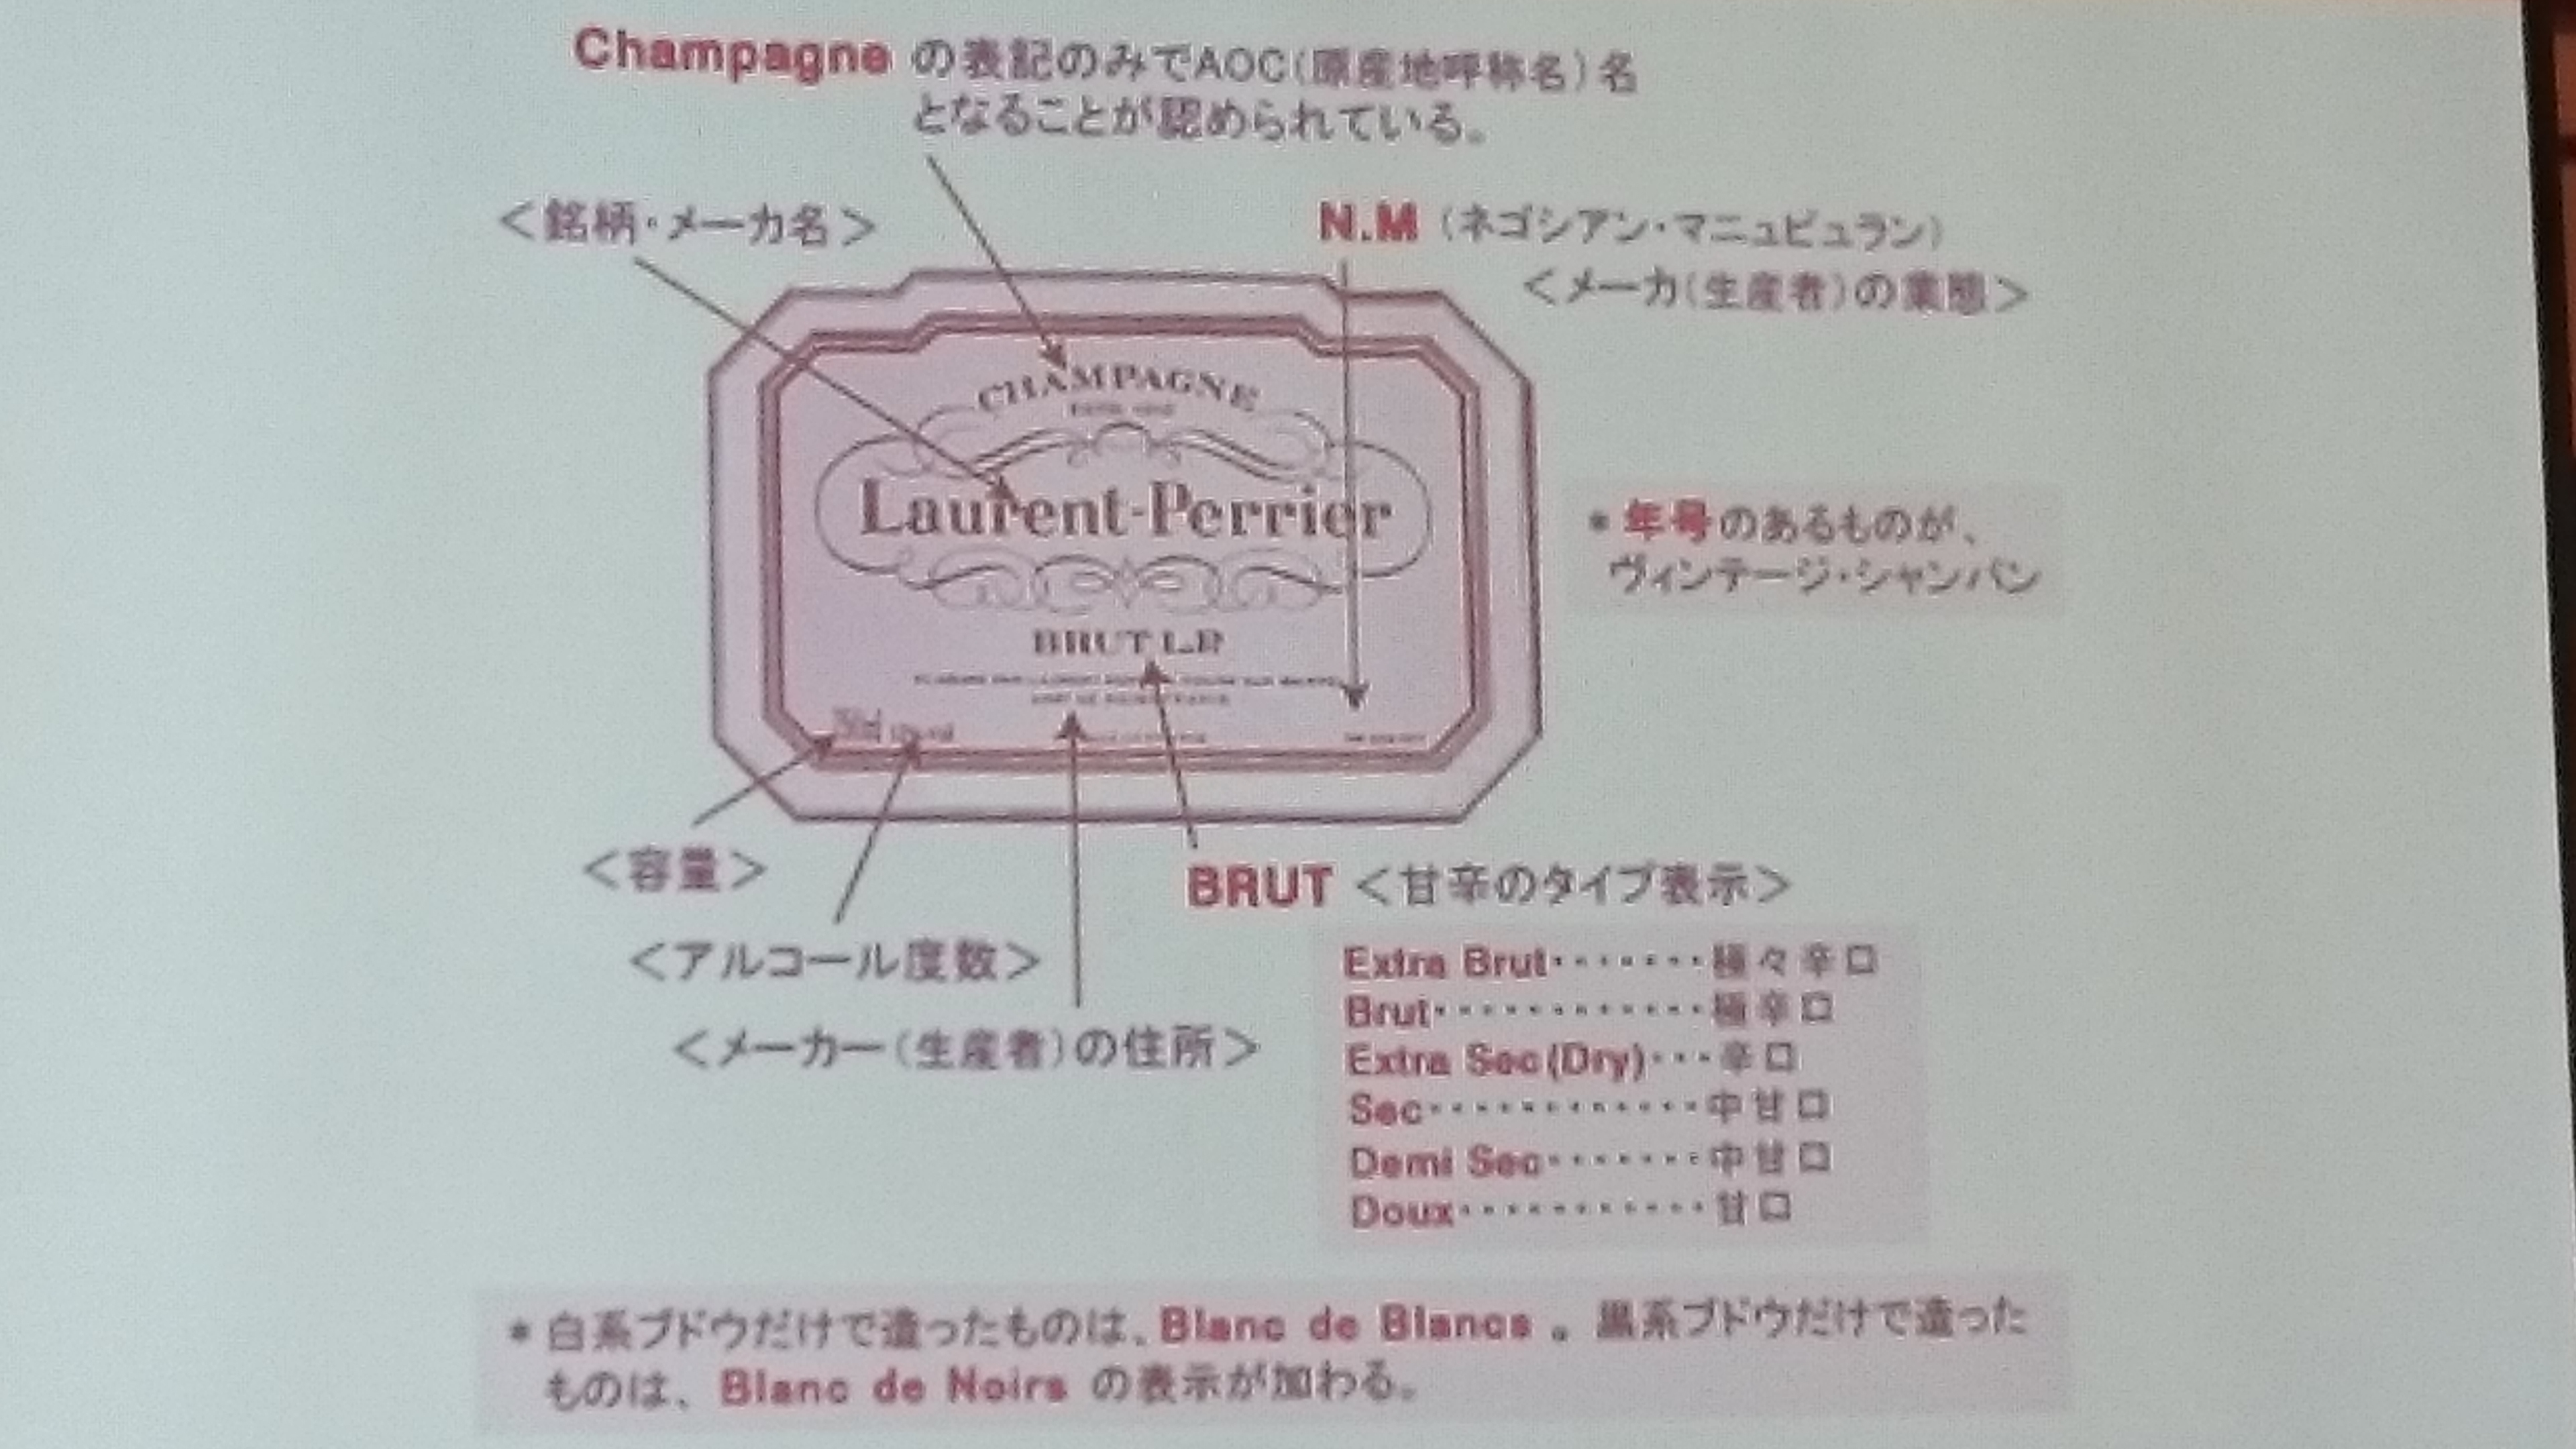 Champagne の表記のみでAOC(原産地呼称名)名
となることが認められている。
<銘柄・メーカ名>
N.M (ネゴシアン・マニュピュラン)
<メーカ(生産者)の業態>
CHAMPAGNE
Laurent-Perrier
BRUT L.P
750ml
* 年号のあるものが、
ヴィンテージ・シャンパン
<容量>
<アルコール度数>
<メーカー(生産者)の住所>
BRUT <甘辛のタイプ表示>
Extra Brut・・・・・・・極々辛口
Brut・・・・・・・・・・・・極辛口
Extra Sec(Dry)・・・辛口
Sec・・・・・・・・・・・・中甘口
Demi Sec・・・・・・・中甘口
Doux・・・・・・・・・・・甘口
* 白系ブドウだけで造ったものは、Blanc de Blancs 。黒系ブドウだけで造った
ものは、Blanc de Noirs の表示が加わる。